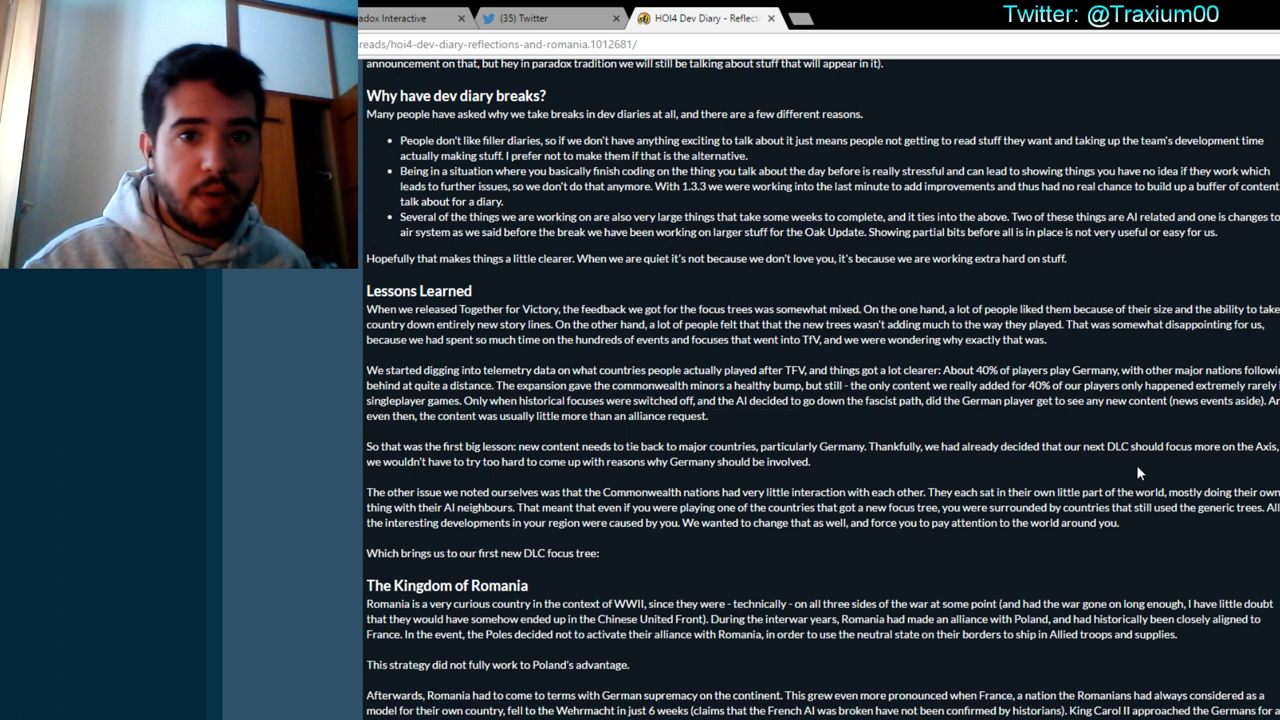 Twitter: @Traxium00
adox Interactive
(35) Twitter
HOI4 Dev Diary - Reflecti
reads/hoi4-dev-diary-reflections-and-romania.1012681/
announcement on that, but hey in paradox tradition we will still be talking about stuff that will appear in it).
Why have dev diary breaks?
Many people have asked why we take breaks in dev diaries at all, and there are a few different reasons.
People don't like filler diaries, so if we don't have anything exciting to talk about it just means people not getting to read stuff they want and taking up the team's development time
actually making stuff. I prefer not to make them if that is the alternative.
Being in a situation where you basically finish coding on the thing you talk about the day before is really stressful and can lead to showing things you have no idea if they work which
leads to further issues, so we don't do that anymore. With 1.3.3 we were working into the last minute to add improvements and thus had no real chance to build up a buffer of content
talk about for a diary.
Several of the things we are working on are also very large things that take some weeks to complete, and it ties into the above. Two of these things are AI related and one is changes to
air system as we said before the break we have been working on larger stuff for the Oak Update. Showing partial bits before all is in place is not very useful or easy for us.
Hopefully that makes things a little clearer. When we are quiet it's not because we don't love you, it's because we are working extra hard on stuff.
Lessons Learned
When we released Together for Victory, the feedback we got for the focus trees was somewhat mixed. On the one hand, a lot of people liked them because of their size and the ability to take
country down entirely new story lines. On the other hand, a lot of people felt that that the new trees wasn't adding much to the way they played. That was somewhat disappointing for us,
because we had spent so much time on the hundreds of events and focuses that went into TfV, and we were wondering why exactly that was.
We started digging into telemetry data on what countries people actually played after TFV, and things got a lot clearer: About 40% of players play Germany, with other major nations followin
behind at quite a distance. The expansion gave the commonwealth minors a healthy bump, but still - the only content we really added for 40% of our players only happened extremely rarely i
singleplayer games. Only when historical focuses were switched off, and the AI decided to go down the fascist path, did the German player get to see any new content (news events aside). An
even then, the content was usually little more than an alliance request.
So that was the first big lesson: new content needs to tie back to major countries, particularly Germany. Thankfully, we had already decided that our next DLC should focus more on the Axis,
we wouldn't have to try too hard to come up with reasons why Germany should be involved.
The other issue we noted ourselves was that the Commonwealth nations had very little interaction with each other. They each sat in their own little part of the world, mostly doing their own
thing with their AI neighbours. That meant that even if you were playing one of the countries that got a new focus tree, you were surrounded by countries that still used the generic trees. All
the interesting developments in your region were caused by you. We wanted to change that as well, and force you to pay attention to the world around you.
Which brings us to our first new DLC focus tree:
The Kingdom of Romania
Romania is a very curious country in the context of WWII, since they were - technically - on all three sides of the war at some point (and had the war gone on long enough, I have little doubt
that they would have somehow ended up in the Chinese United Front). During the interwar years, Romania had made an alliance with Poland, and had historically been closely aligned to
France. In the event, the Poles decided not to activate their alliance with Romania, in order to use the neutral state on their borders to ship in Allied troops and supplies.
This strategy did not fully work to Poland's advantage.
Afterwards, Romania had to come to terms with German supremacy on the continent. This grew even more pronounced when France, a nation the Romanians had always considered as a
model for their own country, fell to the Wehrmacht in just 6 weeks (claims that the French AI was broken have not been confirmed by historians). King Carol II approached the Germans for a